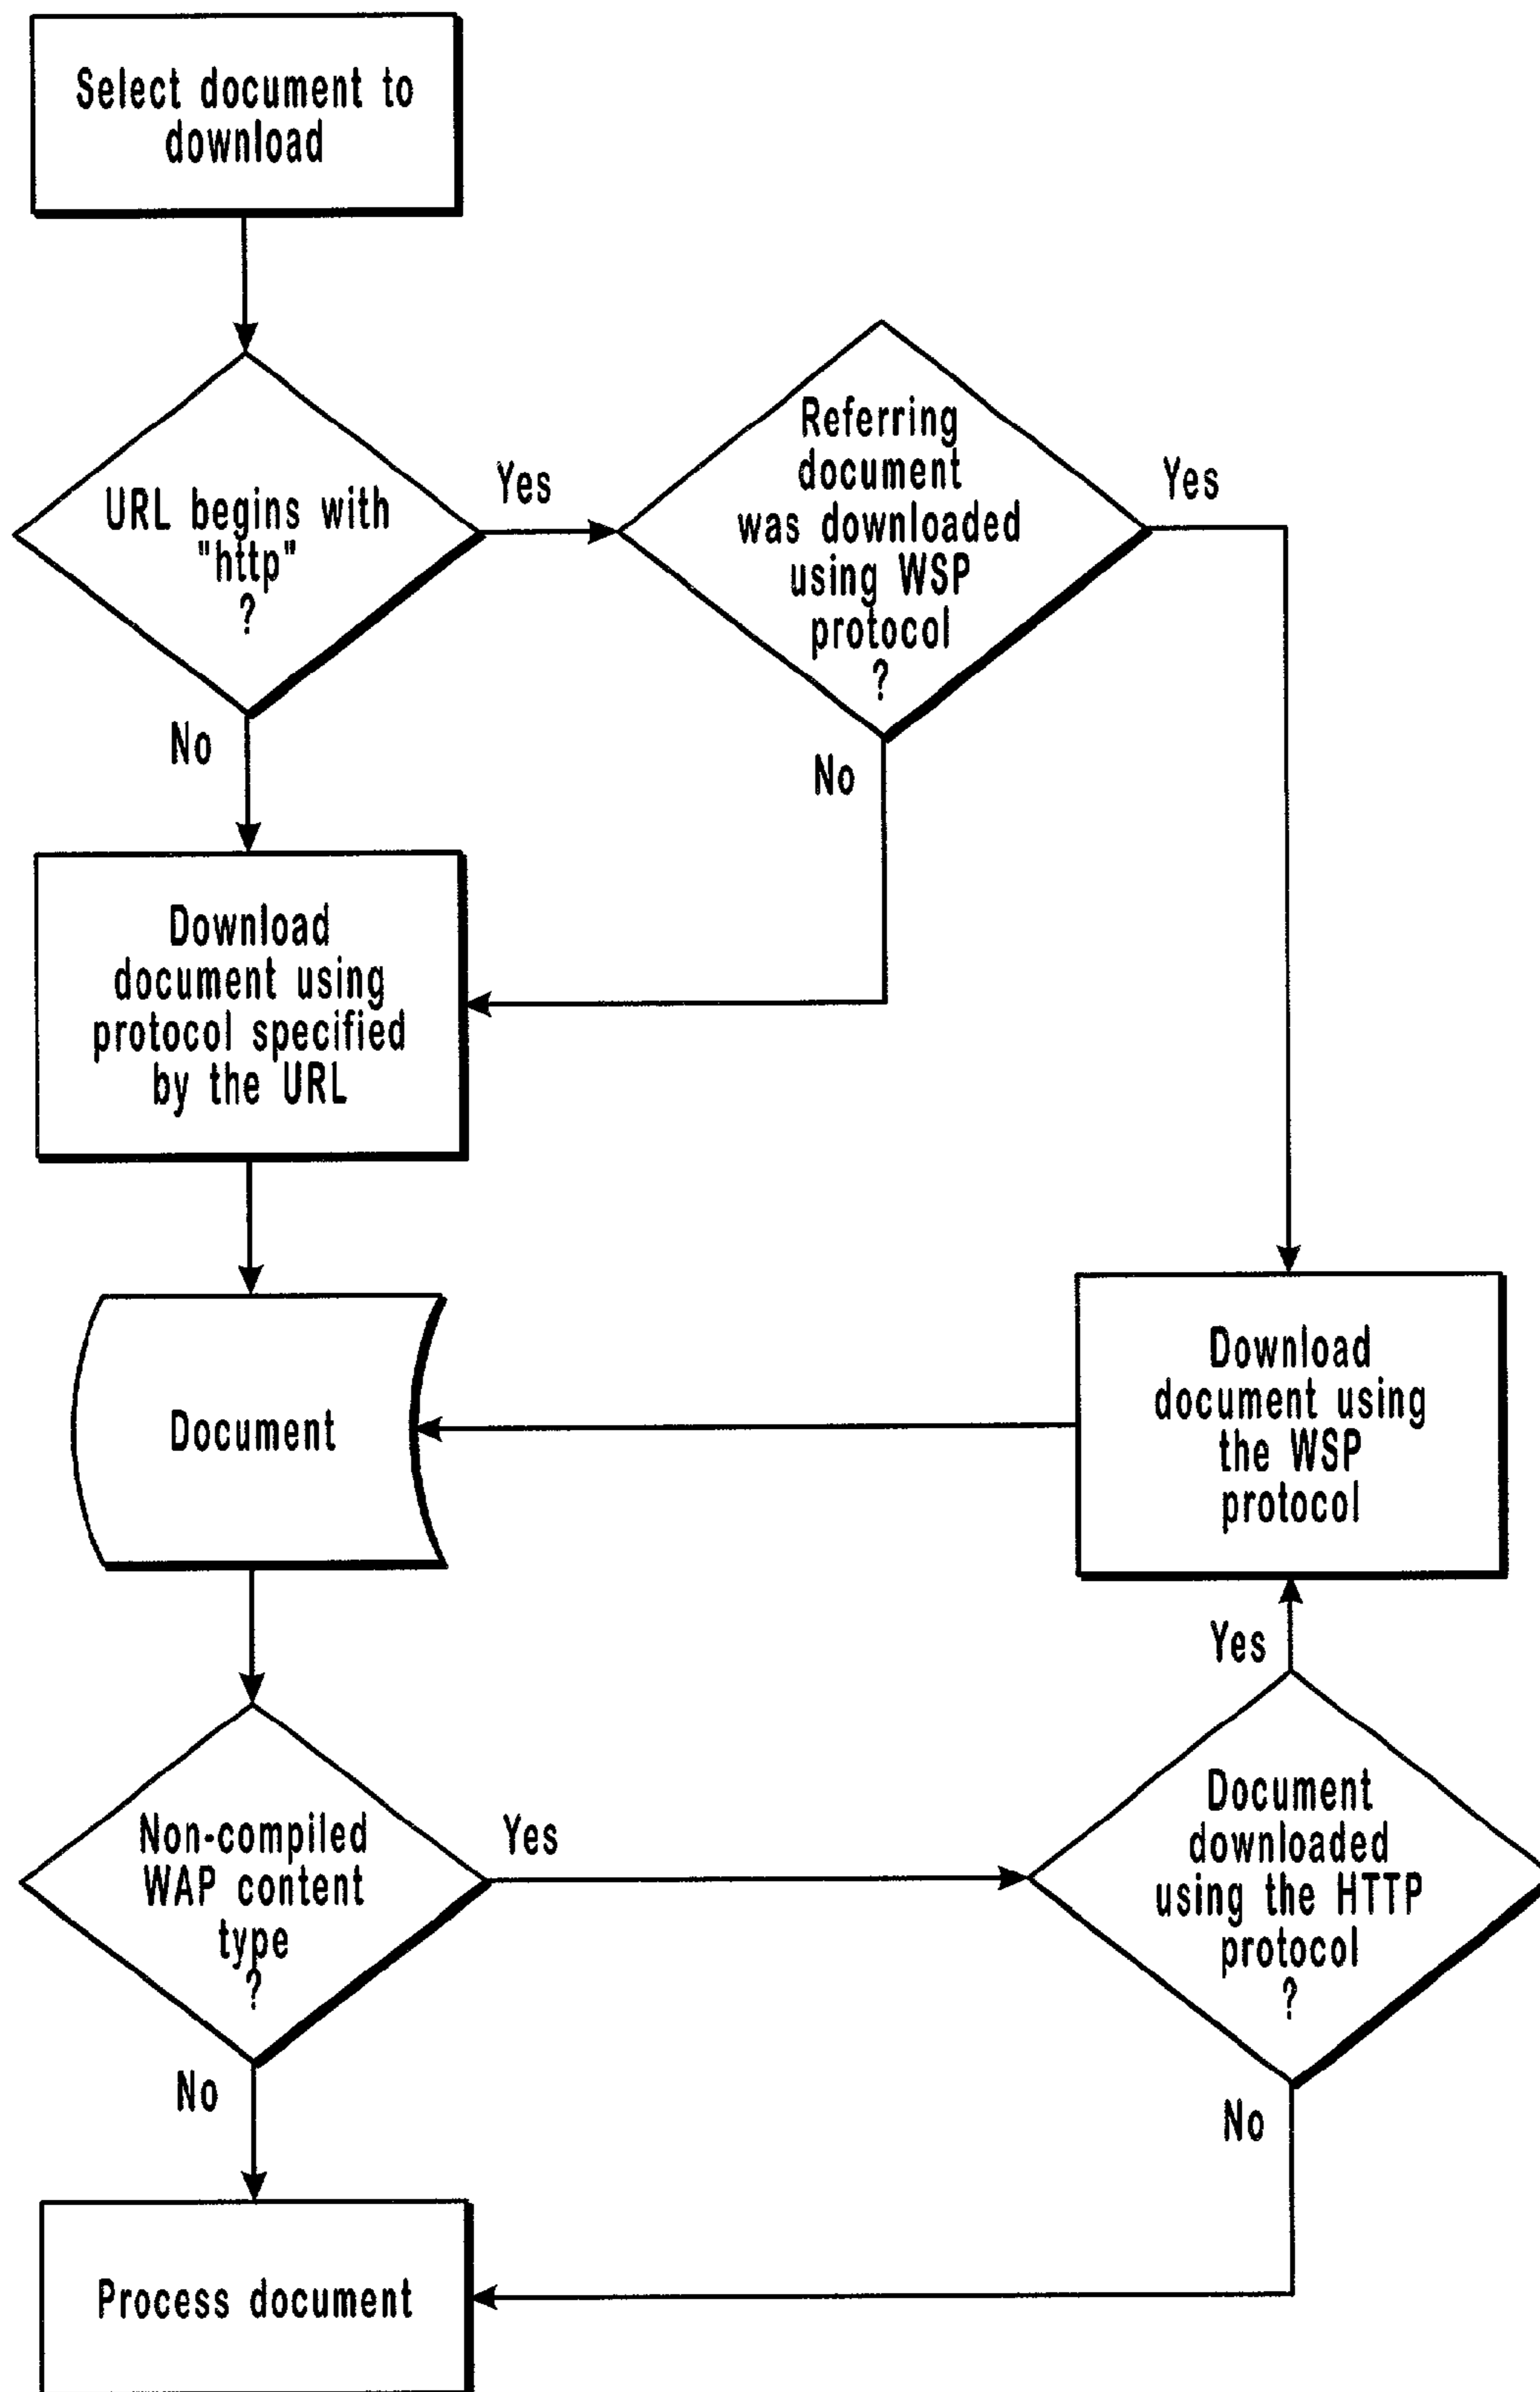 Select document to
download
URL begins with
"http"
?
Yes
No
Referring
document
was downloaded
using WSP
protocol
?
Yes
No
Download
document using
protocol specified
by the URL
Document
Download
document using
the WSP
protocol
Yes
Non-compiled
WAP content
type
?
Yes
No
Document
downloaded
using the HTTP
protocol
?
No
Process document